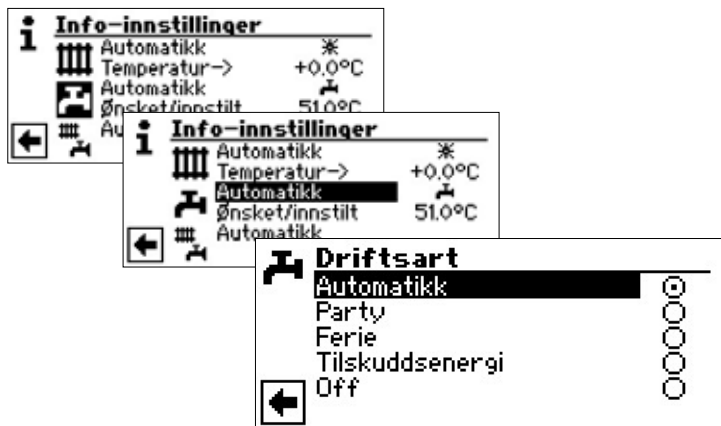 Info-innstillinger
Automatikk
Temperatur-> +0.0°C
Automatikk
Ønsket/innstilt 51.0°C
Au
Info-innstillinger
Automatikk
Temperatur-> +0.0°C
Automatikk
Ønsket/innstilt 51.0°C
Automatikk
Driftsart
Automatikk
Party
Ferie
Tilskuddsenergi
Off